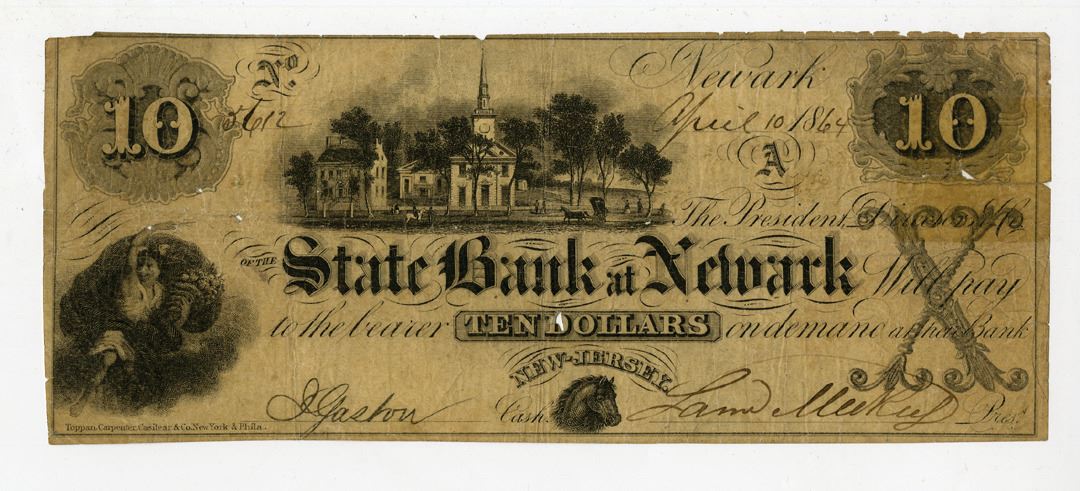 10 No 5612
Newark
April 10 1864
10
A
The President, Directors & Co
OF THE State Bank at Newark Will pay
to the bearer TEN DOLLARS on demand at their Bank
X
NEW-JERSEY.
J Gaston Cash. Pres.t
Toppan, Carpenter, Casilear & Co. New York & Phila.